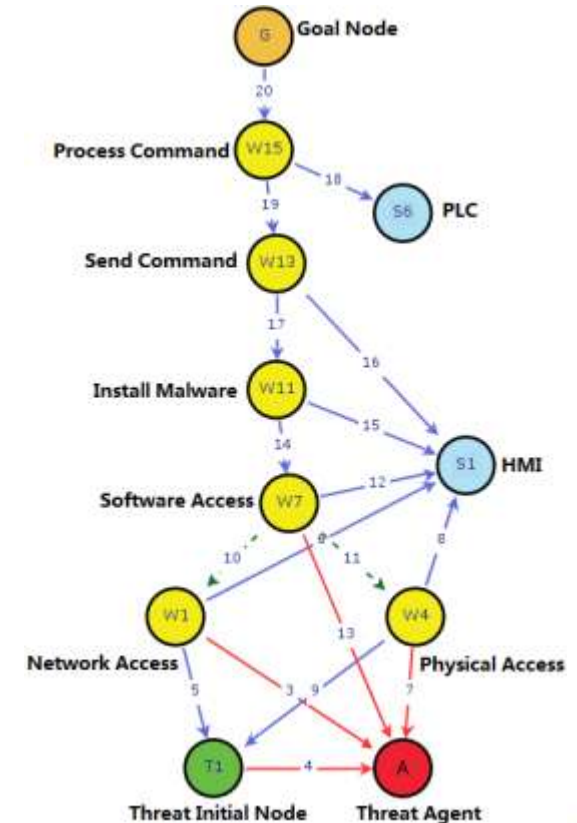 G Goal Node
20
Process Command W15
18
19
S6 PLC
Send Command W13
17
16
Install Malware W11
15
14
S1 HMI
Software Access W7
12
10
11
8
W1
W4
13
Network Access
Physical Access
5
3
9
7
T1
4
A
Threat Initial Node
Threat Agent